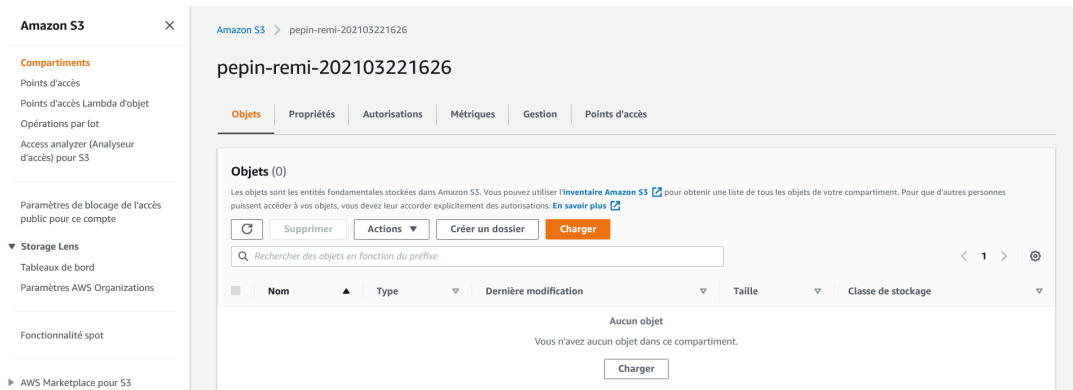 Amazon S3
Compartiments
Points d'accès
Points d'accès Lambda d'objet
Opérations par lot
Access analyzer (Analyseur
d'accès) pour S3
Paramètres de blocage de l'accès
public pour ce compte
Storage Lens
Tableaux de bord
Paramètres AWS Organizations
Fonctionnalité spot
AWS Marketplace pour S3
Amazon S3 > pepin-remi-202103221626
pepin-remi-202103221626
Objets Propriétés Autorisations Métriques Gestion Points d'accès
Objets (0)
Les objets sont les entités fondamentales stockées dans Amazon S3. Vous pouvez utiliser l'inventaire Amazon S3 pour obtenir une liste de tous les objets de votre compartiment. Pour que d'autres personnes
puissent accéder à vos objets, vous devez leur accorder explicitement des autorisations. En savoir plus
Supprimer Actions Créer un dossier Charger
Rechercher des objets en fonction du préfixe
1
Nom Type Dernière modification Taille Classe de stockage
Aucun objet
Vous n'avez aucun objet dans ce compartiment.
Charger